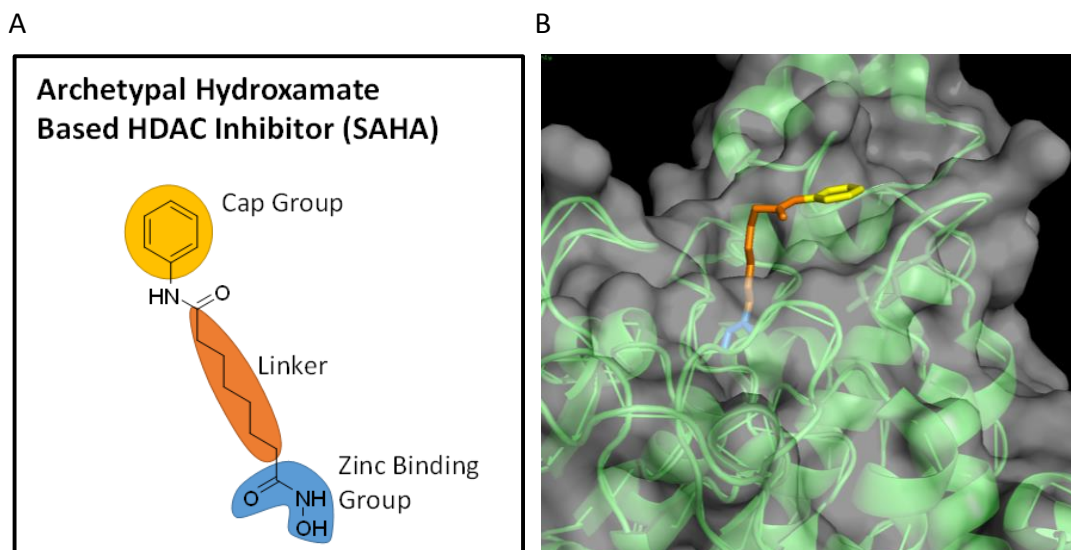 A
B
Archetypal Hydroxamate
Based HDAC Inhibitor (SAHA)
Cap Group
HN
O
Linker
Zinc Binding
Group
O
NH
OH